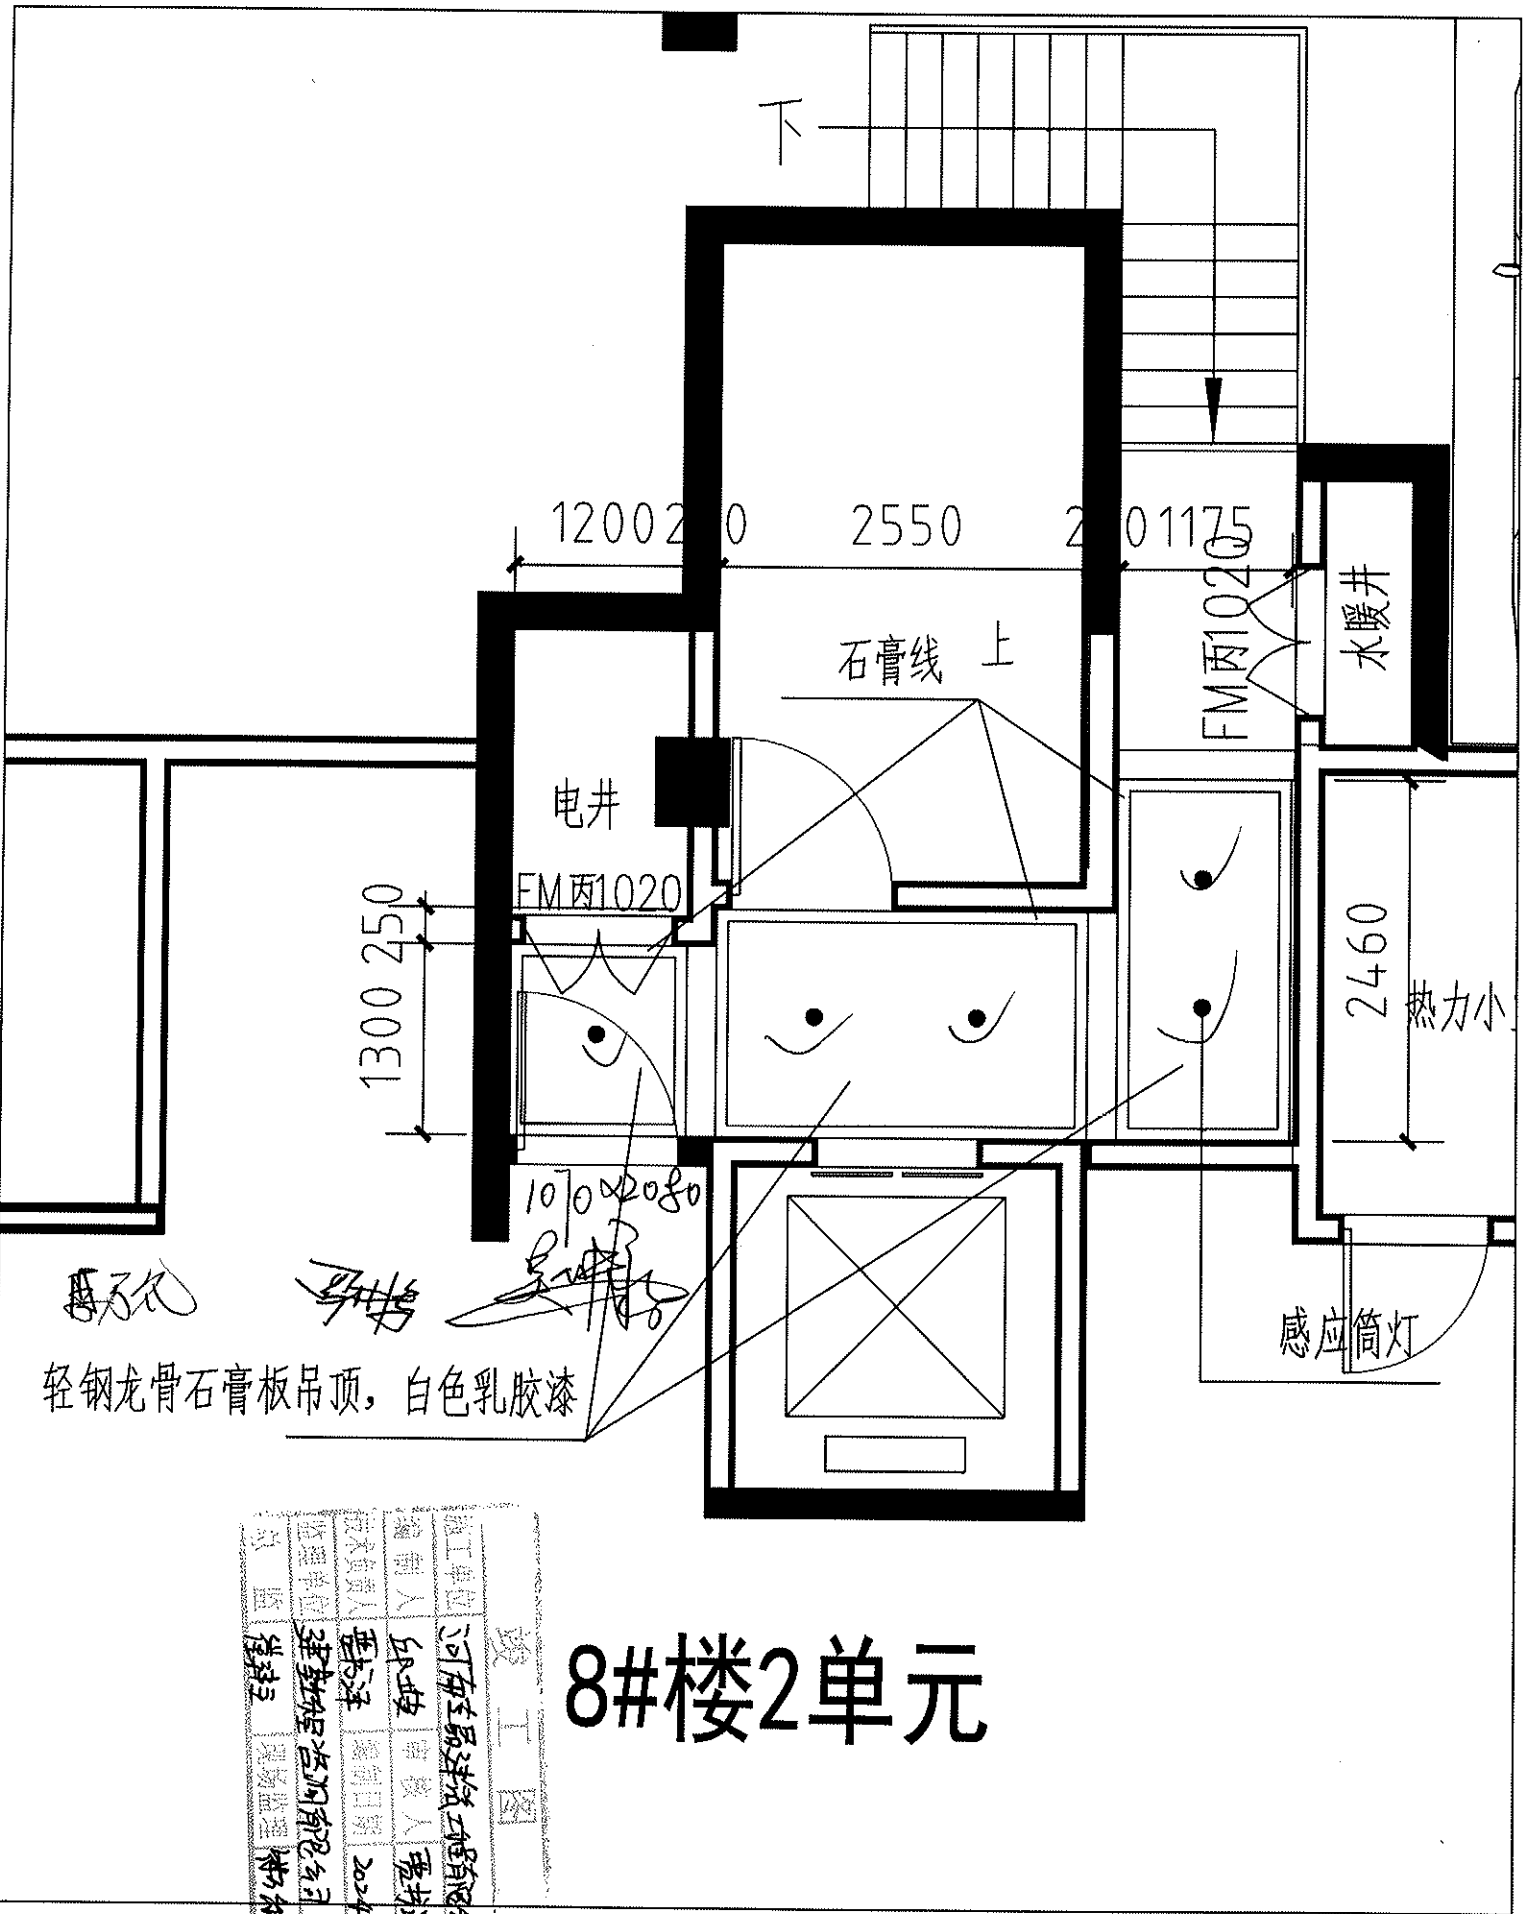 下
1200
2550
1175
FM丙1020
水暖井
石膏线
上
电井
FM丙1020
250
1300
2460
热力小
1070×2080
感应筒灯
轻钢龙骨石膏板吊顶，白色乳胶漆
8#楼2单元
竣工图
施工单位
编制人
审核人
技术负责人
编制日期
监理单位
总监
现场监理